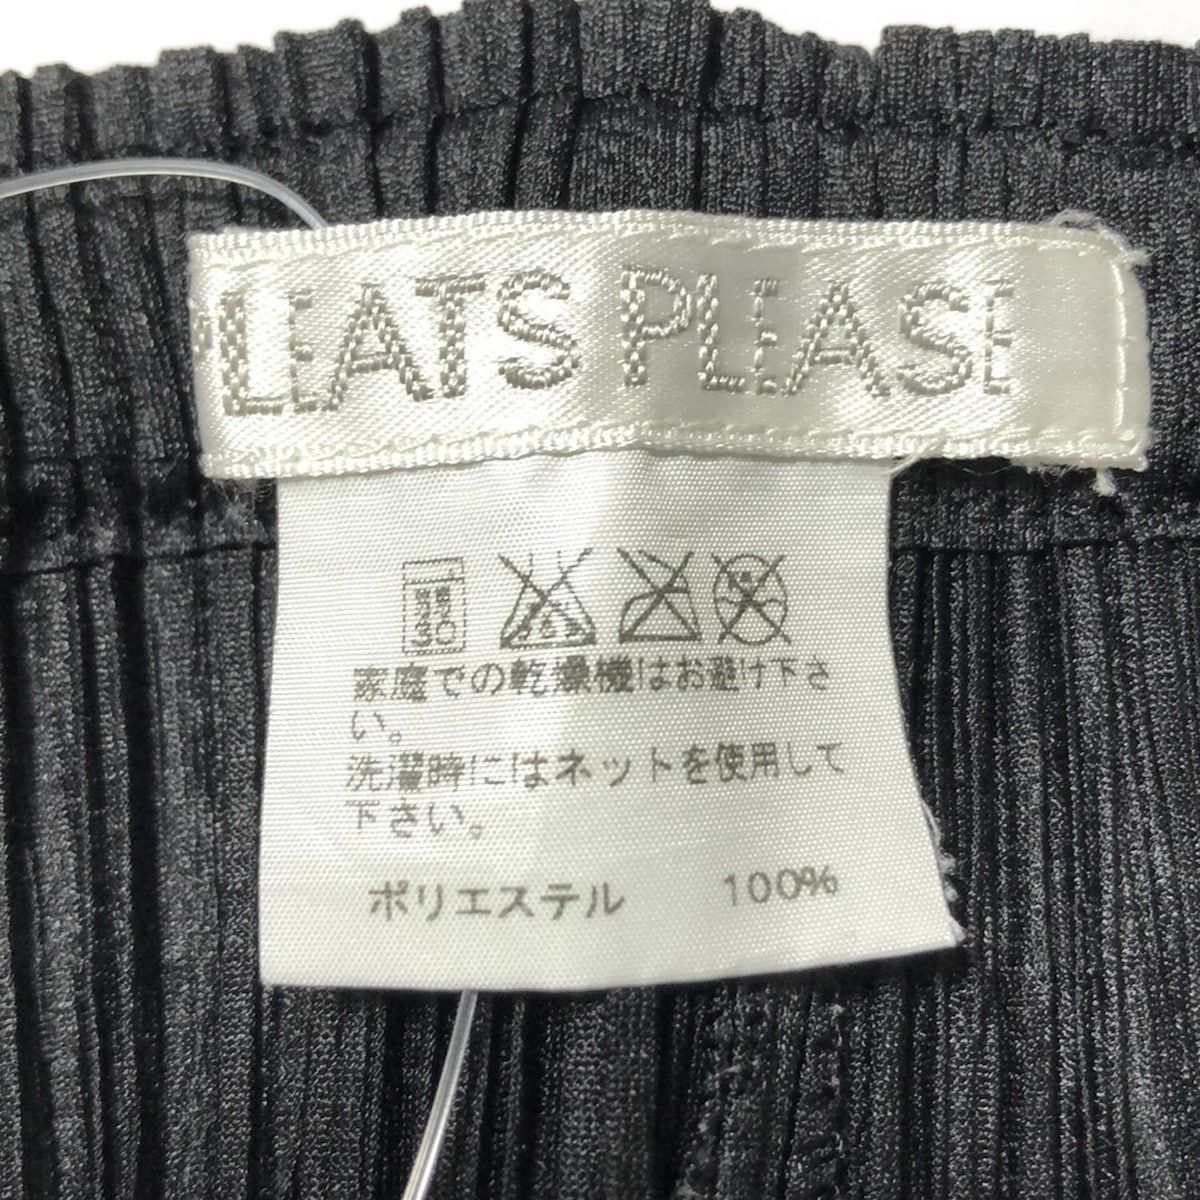 PLEATS PLEASE
家庭での乾燥機はお避け下さ
い。
洗濯時にはネットを使用して
下さい。
ポリエステル 100%